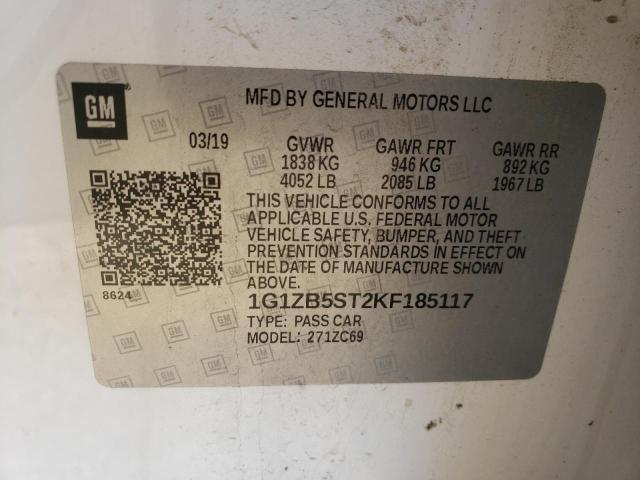 GM
MFD BY GENERAL MOTORS LLC
03/19 GVWR GAWR FRT GAWR RR
1838 KG 946 KG 892 KG
4052 LB 2085 LB 1967 LB
THIS VEHICLE CONFORMS TO ALL
APPLICABLE U.S. FEDERAL MOTOR
VEHICLE SAFETY, BUMPER, AND THEFT
PREVENTION STANDARDS IN EFFECT ON
THE DATE OF MANUFACTURE SHOWN
ABOVE.
8624
1G1ZB5ST2KF185117
TYPE: PASS CAR
MODEL: 271ZC69